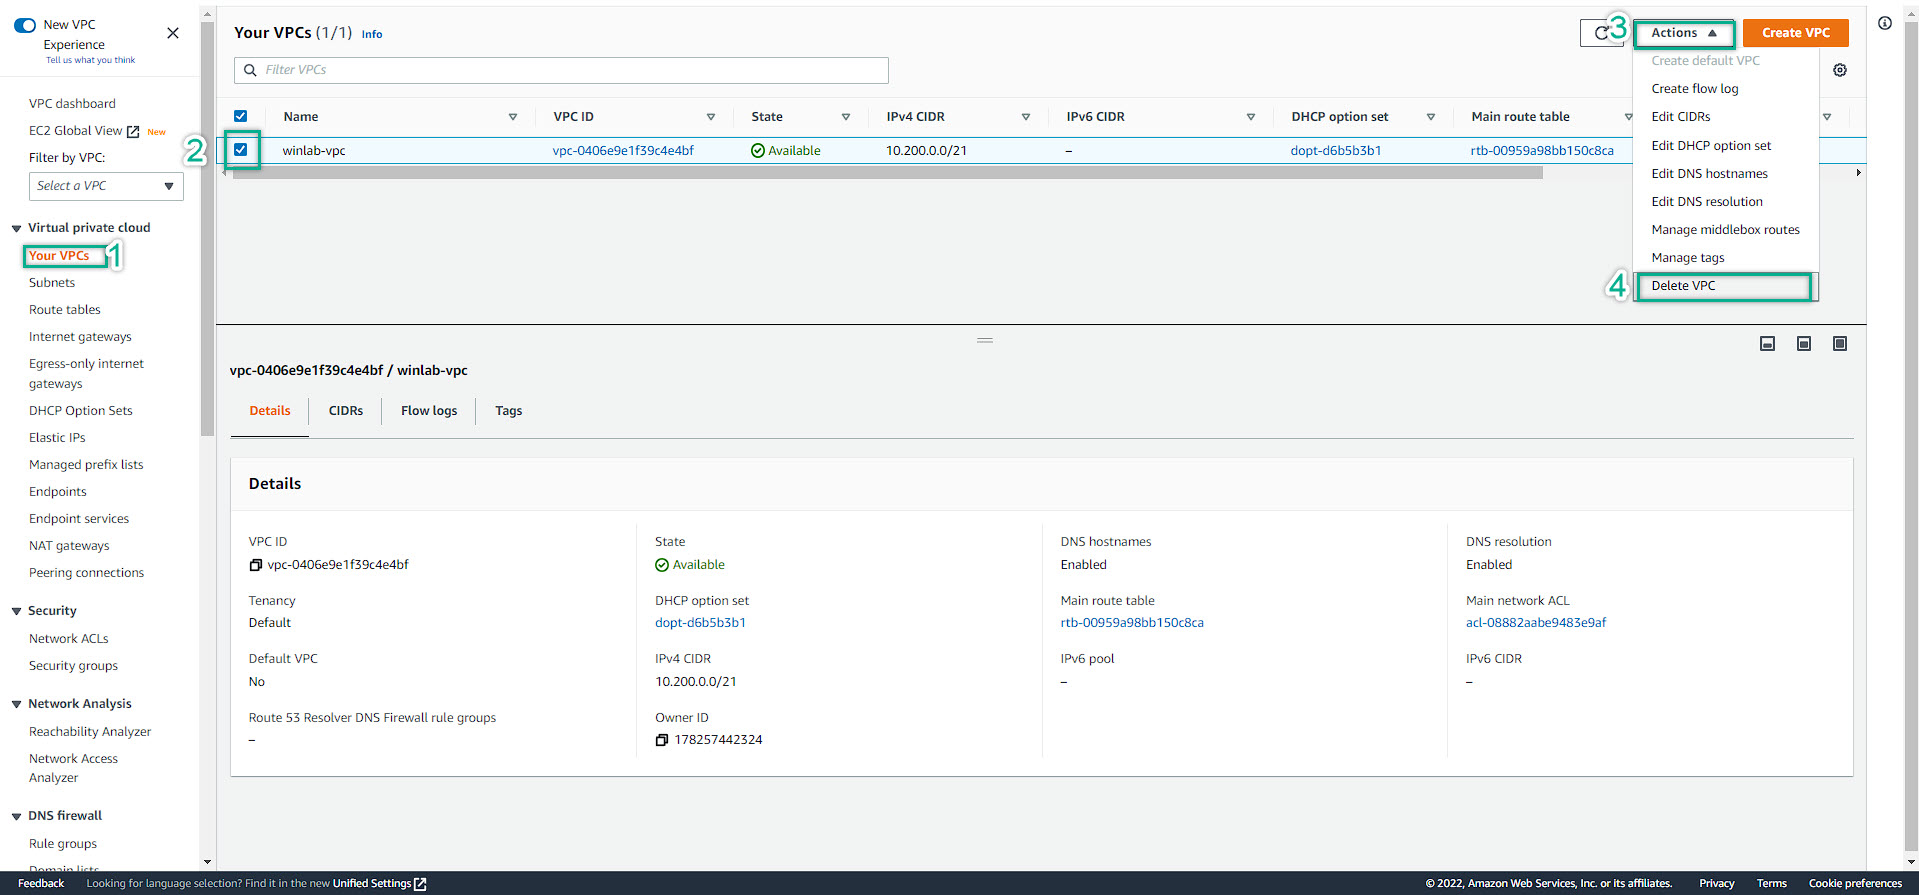 New VPC
Experience
Tell us what you think
VPC dashboard
EC2 Global View New
Filter by VPC:
Select a VPC
Virtual private cloud
Your VPCs 1
Subnets
Route tables
Internet gateways
Egress-only internet
gateways
DHCP Option Sets
Elastic IPs
Managed prefix lists
Endpoints
Endpoint services
NAT gateways
Peering connections
Security
Network ACLs
Security groups
Network Analysis
Reachability Analyzer
Network Access
Analyzer
DNS firewall
Rule groups
Domain lists
Your VPCs (1/1) Info
3 Actions Create VPC
Filter VPCs
Name VPC ID State IPv4 CIDR IPv6 CIDR DHCP option set Main route table
2 winlab-vpc vpc-0406e9e1f39c4e4bf Available 10.200.0.0/21 – dopt-d6b5b3b1 rtb-00959a98bb150c8ca
Create default VPC
Create flow log
Edit CIDRs
Edit DHCP option set
Edit DNS hostnames
Edit DNS resolution
Manage middlebox routes
Manage tags
4 Delete VPC
vpc-0406e9e1f39c4e4bf / winlab-vpc
Details CIDRs Flow logs Tags
Details
VPC ID
vpc-0406e9e1f39c4e4bf
State
Available
DNS hostnames
Enabled
DNS resolution
Enabled
Tenancy
Default
DHCP option set
dopt-d6b5b3b1
Main route table
rtb-00959a98bb150c8ca
Main network ACL
acl-08882aabe9483e9af
Default VPC
No
IPv4 CIDR
10.200.0.0/21
IPv6 pool
–
IPv6 CIDR
–
Route 53 Resolver DNS Firewall rule groups
–
Owner ID
178257442324
Feedback Looking for language selection? Find it in the new Unified Settings © 2022, Amazon Web Services, Inc. or its affiliates. Privacy Terms Cookie preferences